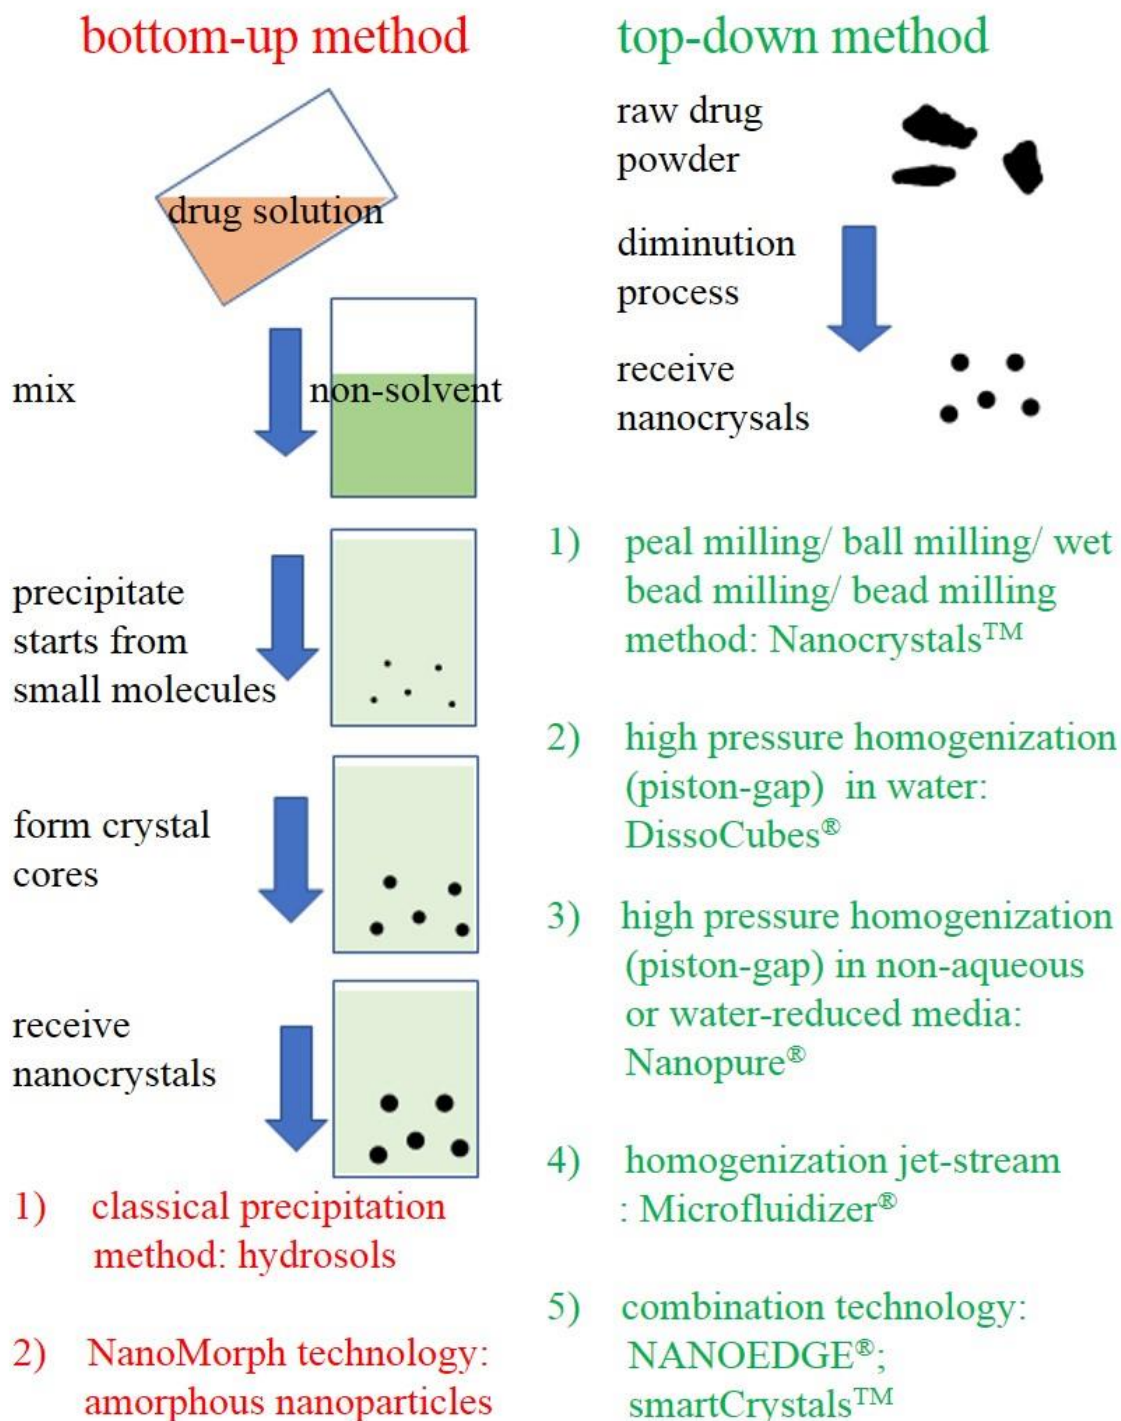 bottom-up method
drug solution
mix
non-solvent
precipitate
starts from
small molecules
form crystal
cores
receive
nanocrystals
1) classical precipitation
method: hydrosols
2) NanoMorph technology:
amorphous nanoparticles
top-down method
raw drug
powder
diminution
process
receive
nanocrysals
1) peal milling/ ball milling/ wet
bead milling/ bead milling
method: Nanocrystals™
2) high pressure homogenization
(piston-gap) in water:
DissoCubes®
3) high pressure homogenization
(piston-gap) in non-aqueous
or water-reduced media:
Nanopure®
4) homogenization jet-stream
: Microfluidizer®
5) combination technology:
NANOEDGE®;
smartCrystals™